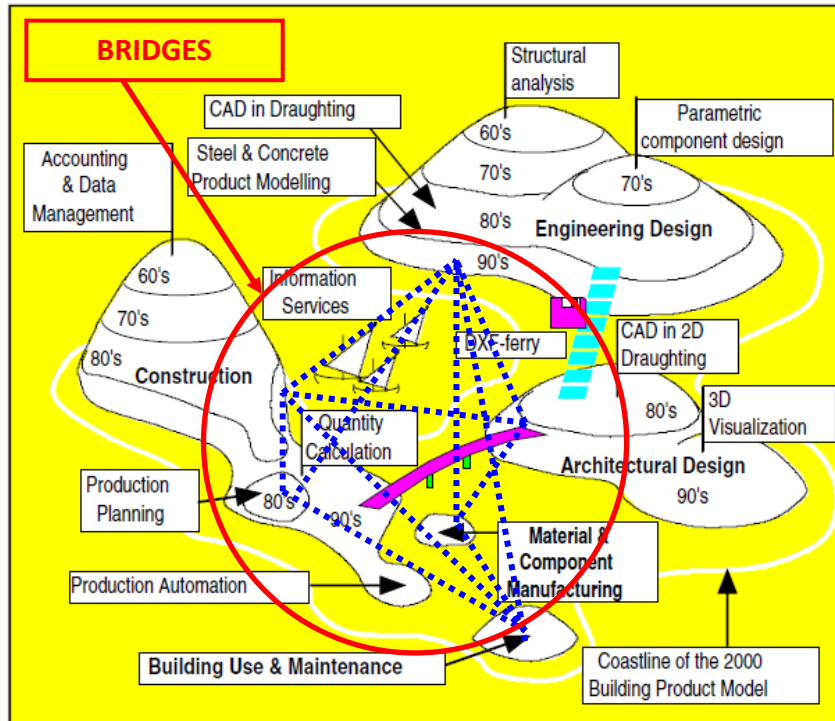 BRIDGES
Structural
analysis
CAD in Draughting
Parametric
component design
Steel & Concrete
Product Modelling
Accounting
& Data
Management
60's
70's
70's
80's
Engineering Design
90's
60's
70's
80's
Construction
Information
Services
DXF-ferry
CAD in 2D
Draughting
80's
3D
Visualization
Architectural Design
90's
Quantity
Calculation
Production
Planning
80's
90's
Production Automation
Material &
Component
Manufacturing
Building Use & Maintenance
Coastline of the 2000
Building Product Model